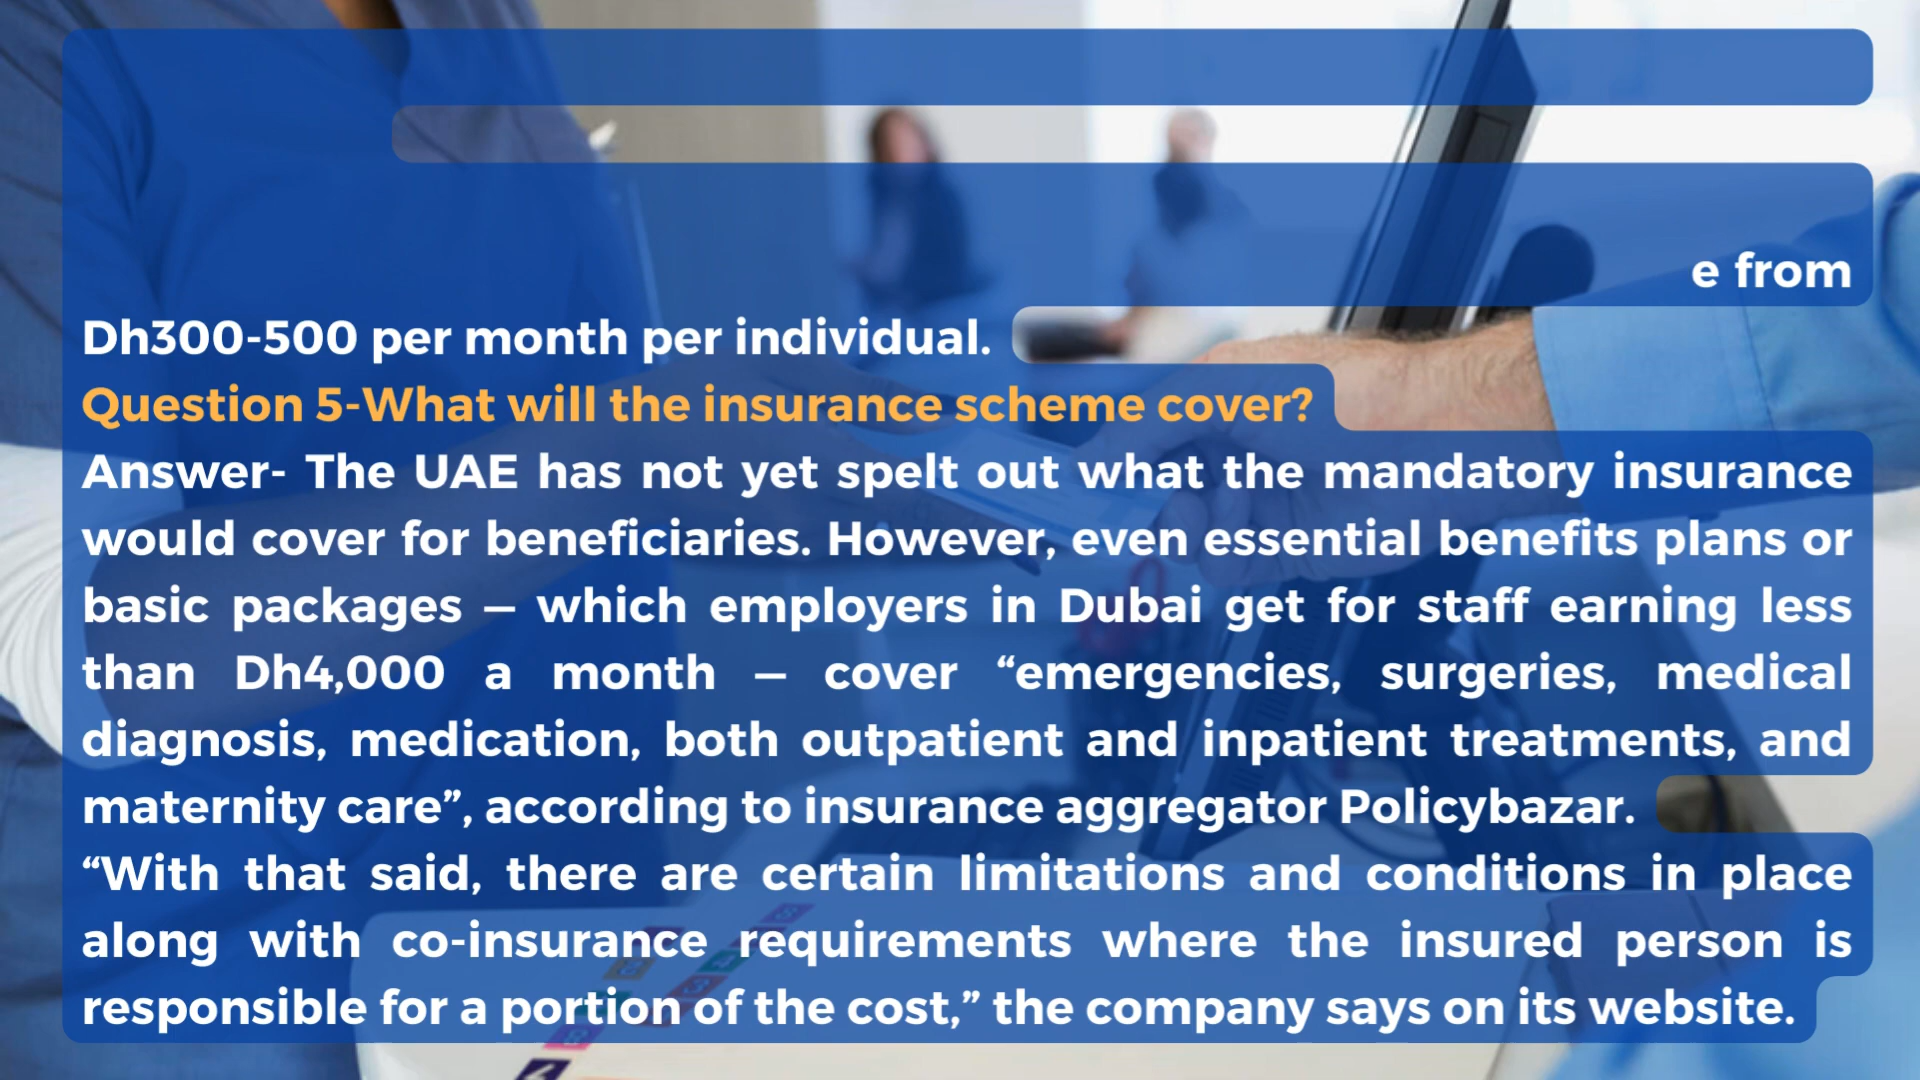 e from
Dh300-500 per month per individual.
Question 5-What will the insurance scheme cover?
Answer- The UAE has not yet spelt out what the mandatory insurance
would cover for beneficiaries. However, even essential benefits plans or
basic packages — which employers in Dubai get for staff earning less
than Dh4,000 a month — cover “emergencies, surgeries, medical
diagnosis, medication, both outpatient and inpatient treatments, and
maternity care”, according to insurance aggregator Policybazar.
“With that said, there are certain limitations and conditions in place
along with co-insurance requirements where the insured person is
responsible for a portion of the cost,” the company says on its website.